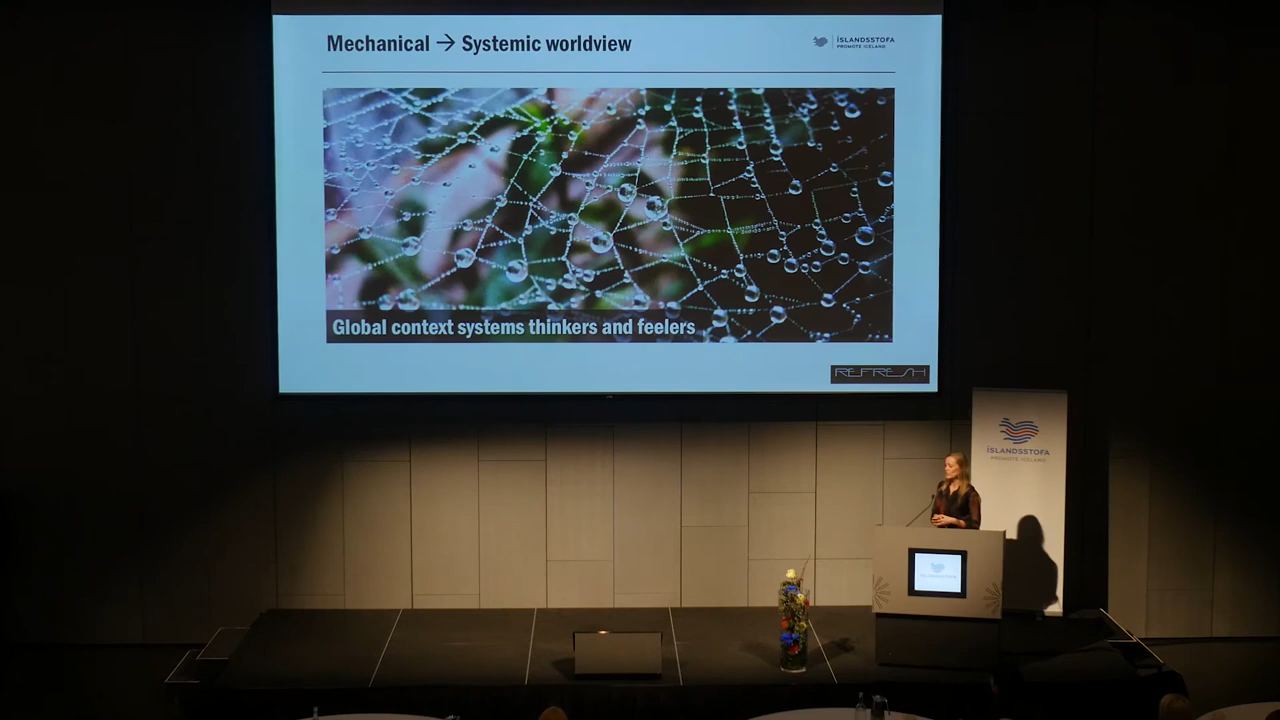 Mechanical → Systemic worldview
ÍSLANDSSTOFA
PROMOTE ICELAND
Global context systems thinkers and feelers
REFRESH
ÍSLANDSSTOFA
PROMOTE ICELAND